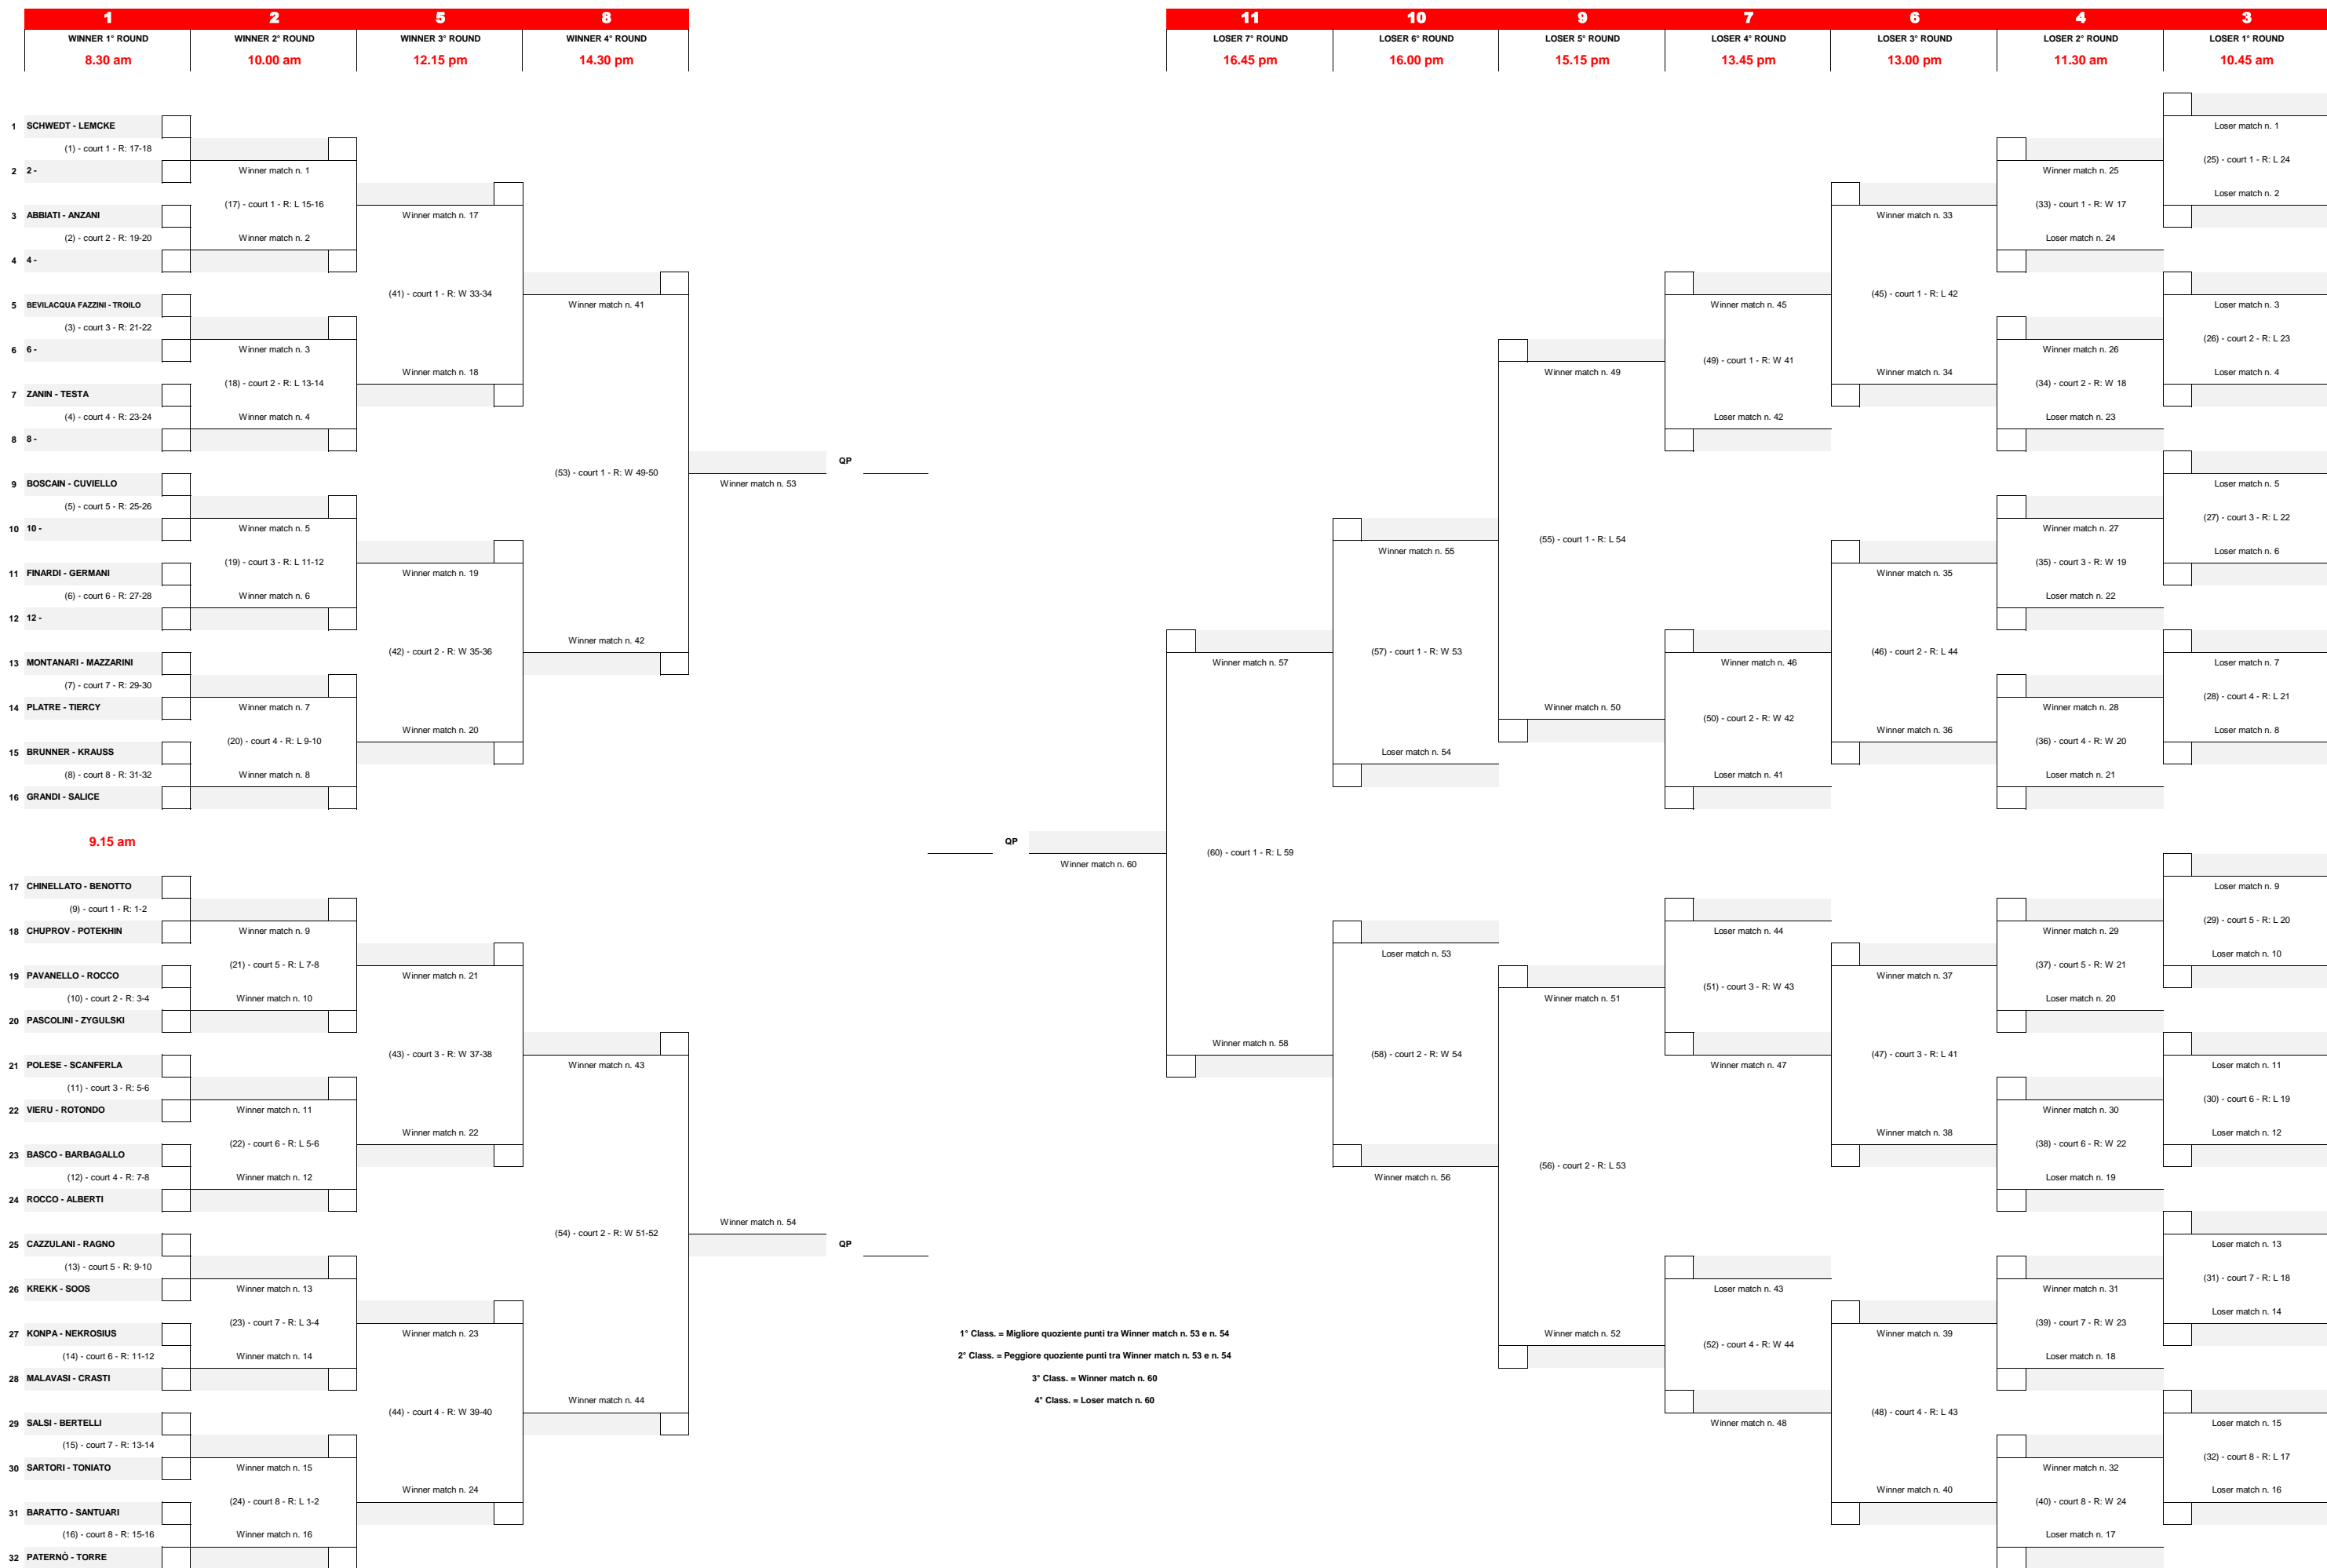 1 2 5 8 11 10 9 7 6 4 3
WINNER 1° ROUND WINNER 2° ROUND WINNER 3° ROUND WINNER 4° ROUND LOSER 7° ROUND LOSER 6° ROUND LOSER 5° ROUND LOSER 4° ROUND LOSER 3° ROUND LOSER 2° ROUND LOSER 1° ROUND
8.30 am 10.00 am 12.15 pm 14.30 pm 16.45 pm 16.00 pm 15.15 pm 13.45 pm 13.00 pm 11.30 am 10.45 am
1 SCHWEDT - LEMCKE
(1) - court 1 - R: 17-18
2 2 -
3 ABBIATI - ANZANI
(2) - court 2 - R: 19-20
4 4 -
5 BEVILACQUA FAZZINI - TROILO
(3) - court 3 - R: 21-22
6 6 -
7 ZANIN - TESTA
(4) - court 4 - R: 23-24
8 8 -
9 BOSCAIN - CUVIELLO
(5) - court 5 - R: 25-26
10 10 -
11 FINARDI - GERMANI
(6) - court 6 - R: 27-28
12 12 -
13 MONTANARI - MAZZARINI
(7) - court 7 - R: 29-30
14 PLATRE - TIERCY
15 BRUNNER - KRAUSS
(8) - court 8 - R: 31-32
16 GRANDI - SALICE
9.15 am
17 CHINELLATO - BENOTTO
(9) - court 1 - R: 1-2
18 CHUPROV - POTEKHIN
19 PAVANELLO - ROCCO
(10) - court 2 - R: 3-4
20 PASCOLINI - ZYGULSKI
21 POLESE - SCANFERLA
(11) - court 3 - R: 5-6
22 VIERU - ROTONDO
23 BASCO - BARBAGALLO
(12) - court 4 - R: 7-8
24 ROCCO - ALBERTI
25 CAZZULANI - RAGNO
(13) - court 5 - R: 9-10
26 KREKK - SOOS
27 KONPA - NEKROSIUS
(14) - court 6 - R: 11-12
28 MALAVASI - CRASTI
29 SALSI - BERTELLI
(15) - court 7 - R: 13-14
30 SARTORI - TONIATO
31 BARATTO - SANTUARI
(16) - court 8 - R: 15-16
32 PATERNÒ - TORRE
Winner match n. 1
(17) - court 1 - R: L 15-16
Winner match n. 2
Winner match n. 3
(18) - court 2 - R: L 13-14
Winner match n. 4
Winner match n. 5
(19) - court 3 - R: L 11-12
Winner match n. 6
Winner match n. 7
(20) - court 4 - R: L 9-10
Winner match n. 8
Winner match n. 9
(21) - court 5 - R: L 7-8
Winner match n. 10
Winner match n. 11
(22) - court 6 - R: L 5-6
Winner match n. 12
Winner match n. 13
(23) - court 7 - R: L 3-4
Winner match n. 14
Winner match n. 15
(24) - court 8 - R: L 1-2
Winner match n. 16
Winner match n. 17
(41) - court 1 - R: W 33-34
Winner match n. 18
Winner match n. 19
(42) - court 2 - R: W 35-36
Winner match n. 20
Winner match n. 21
(43) - court 3 - R: W 37-38
Winner match n. 22
Winner match n. 23
(44) - court 4 - R: W 39-40
Winner match n. 24
Winner match n. 41
(53) - court 1 - R: W 49-50
Winner match n. 42
Winner match n. 43
(54) - court 2 - R: W 51-52
Winner match n. 44
QP
Winner match n. 53
Winner match n. 54
QP
QP
Winner match n. 60
1° Class. = Migliore quoziente punti tra Winner match n. 53 e n. 54
2° Class. = Peggiore quoziente punti tra Winner match n. 53 e n. 54
3° Class. = Winner match n. 60
4° Class. = Loser match n. 60
Winner match n. 57
(60) - court 1 - R: L 59
Winner match n. 58
Winner match n. 55
(57) - court 1 - R: W 53
Loser match n. 54
Loser match n. 53
(58) - court 2 - R: W 54
Winner match n. 56
Winner match n. 49
(55) - court 1 - R: L 54
Winner match n. 50
Winner match n. 51
(56) - court 2 - R: L 53
Winner match n. 52
Winner match n. 45
(49) - court 1 - R: W 41
Loser match n. 42
Winner match n. 46
(50) - court 2 - R: W 42
Loser match n. 41
Loser match n. 44
(51) - court 3 - R: W 43
Winner match n. 47
Loser match n. 43
(52) - court 4 - R: W 44
Winner match n. 48
Winner match n. 33
(45) - court 1 - R: L 42
Winner match n. 34
Winner match n. 35
(46) - court 2 - R: L 44
Winner match n. 36
Winner match n. 37
(47) - court 3 - R: L 41
Winner match n. 38
Winner match n. 39
(48) - court 4 - R: L 43
Winner match n. 40
Winner match n. 25
(33) - court 1 - R: W 17
Loser match n. 24
Winner match n. 26
(34) - court 2 - R: W 18
Loser match n. 23
Winner match n. 27
(35) - court 3 - R: W 19
Loser match n. 22
Winner match n. 28
(36) - court 4 - R: W 20
Loser match n. 21
Winner match n. 29
(37) - court 5 - R: W 21
Loser match n. 20
Winner match n. 30
(38) - court 6 - R: W 22
Loser match n. 19
Winner match n. 31
(39) - court 7 - R: W 23
Loser match n. 18
Winner match n. 32
(40) - court 8 - R: W 24
Loser match n. 17
Loser match n. 1
(25) - court 1 - R: L 24
Loser match n. 2
Loser match n. 3
(26) - court 2 - R: L 23
Loser match n. 4
Loser match n. 5
(27) - court 3 - R: L 22
Loser match n. 6
Loser match n. 7
(28) - court 4 - R: L 21
Loser match n. 8
Loser match n. 9
(29) - court 5 - R: L 20
Loser match n. 10
Loser match n. 11
(30) - court 6 - R: L 19
Loser match n. 12
Loser match n. 13
(31) - court 7 - R: L 18
Loser match n. 14
Loser match n. 15
(32) - court 8 - R: L 17
Loser match n. 16